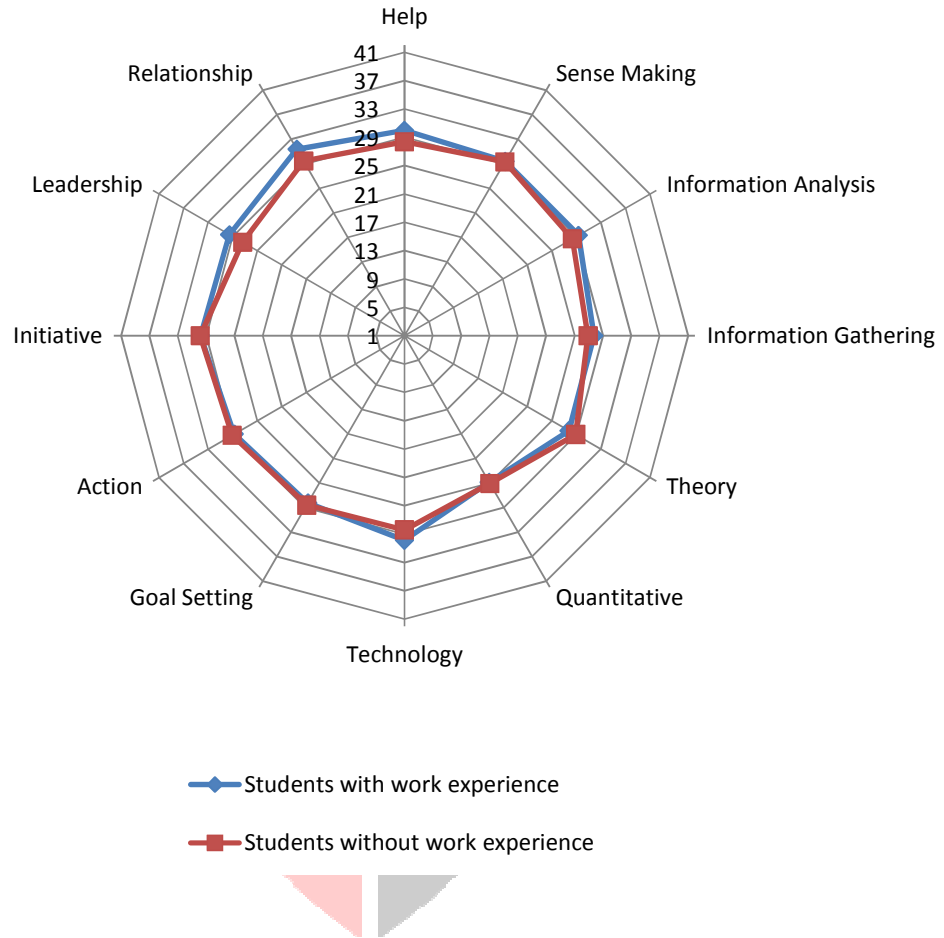 Help
Sense Making
Information Analysis
Information Gathering
Theory
Quantitative
Technology
Goal Setting
Action
Initiative
Leadership
Relationship
41
37
33
29
25
21
17
13
9
5
1
Students with work experience
Students without work experience